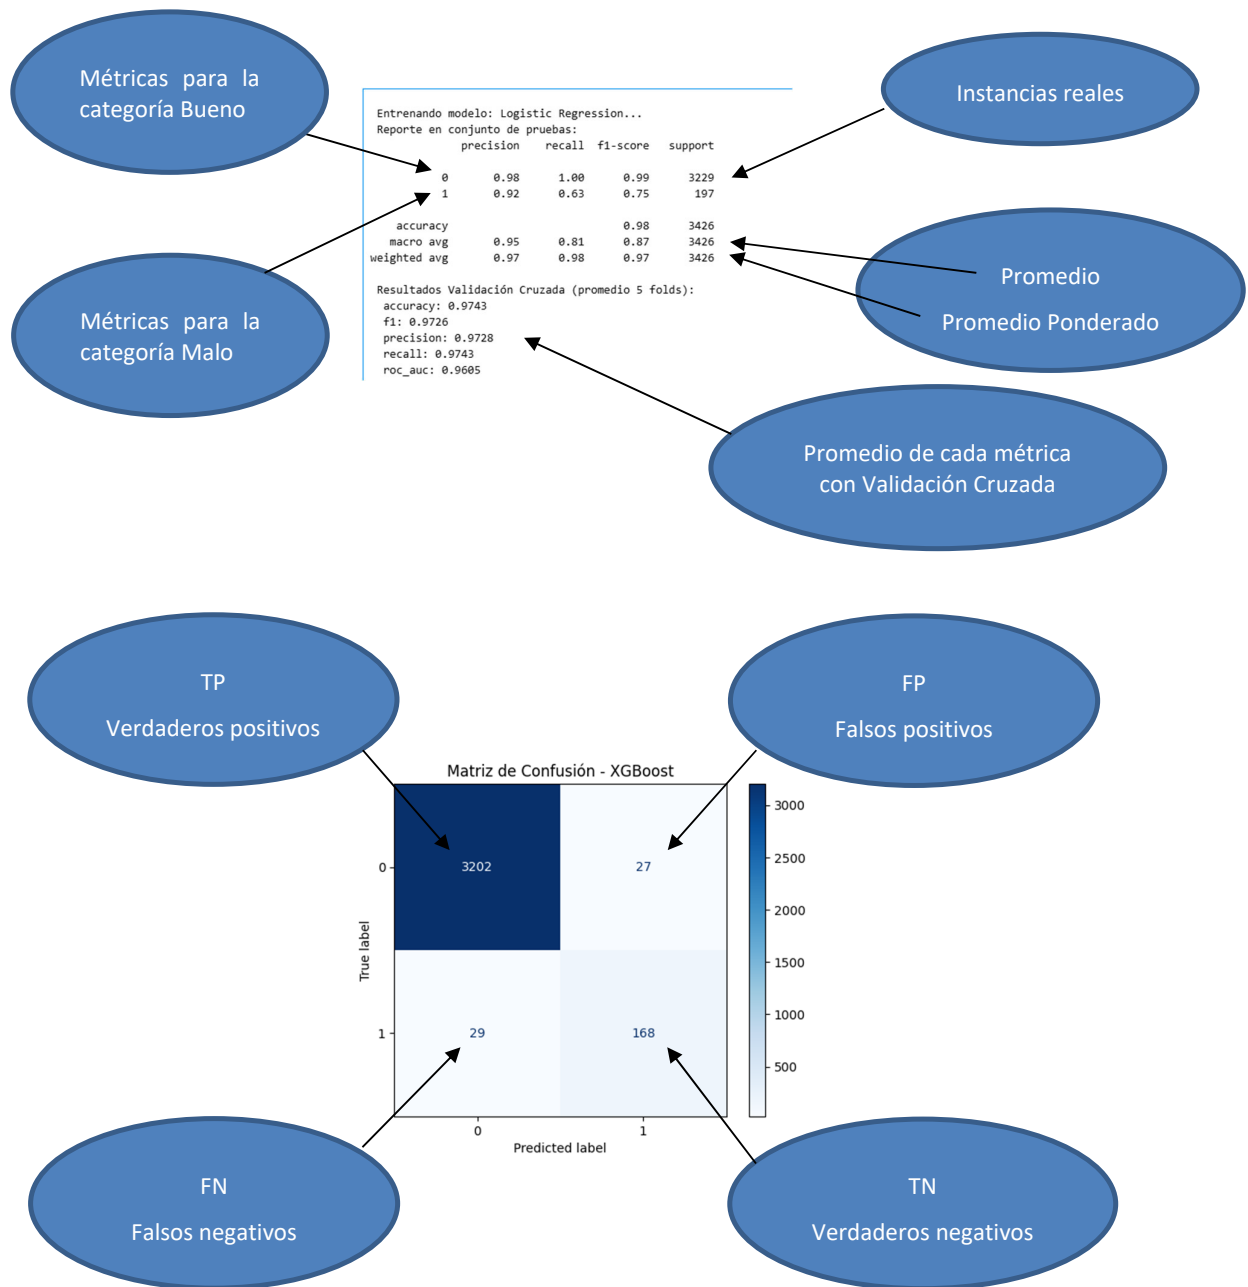 Métricas para la
categoría Bueno
Instancias reales
Entrenando modelo: Logistic Regression...
Reporte en conjunto de pruebas:
precision recall f1-score support
0 0.98 1.00 0.99 3229
1 0.92 0.63 0.75 197
accuracy 0.98 3426
macro avg 0.95 0.81 0.87 3426
weighted avg 0.97 0.98 0.97 3426
Resultados Validación Cruzada (promedio 5 folds):
accuracy: 0.9743
f1: 0.9726
precision: 0.9728
recall: 0.9743
roc_auc: 0.9605
Métricas para la
categoría Malo
Promedio
Promedio Ponderado
Promedio de cada métrica
con Validación Cruzada
TP
Verdaderos positivos
FP
Falsos positivos
Matriz de Confusión - XGBoost
True label
0
1
3202 27
29 168
0 1
Predicted label
3000
2500
2000
1500
1000
500
FN
Falsos negativos
TN
Verdaderos negativos